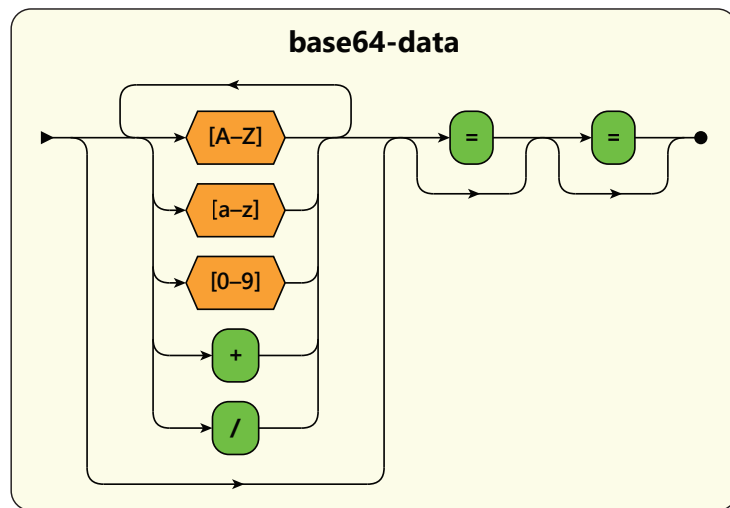 base64-data
[A–Z] = =
[a–z]
[0–9]
+
/